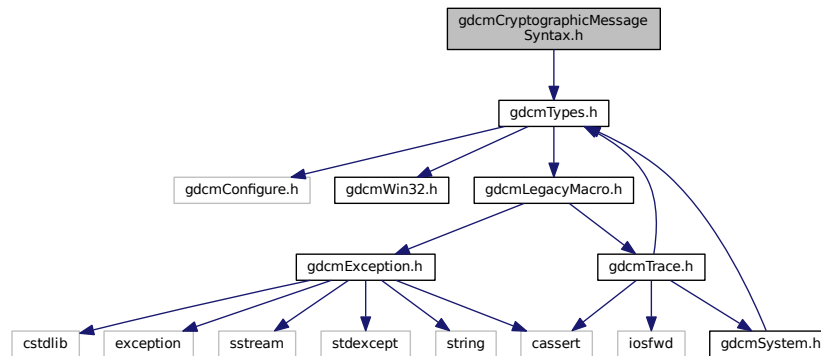 gdcmCryptographicMessage
Syntax.h
gdcmTypes.h
gdcmConfigure.h
gdcmWin32.h
gdcmLegacyMacro.h
gdcmException.h
gdcmTrace.h
cstdlib
exception
sstream
stdexcept
string
cassert
iosfwd
gdcmSystem.h